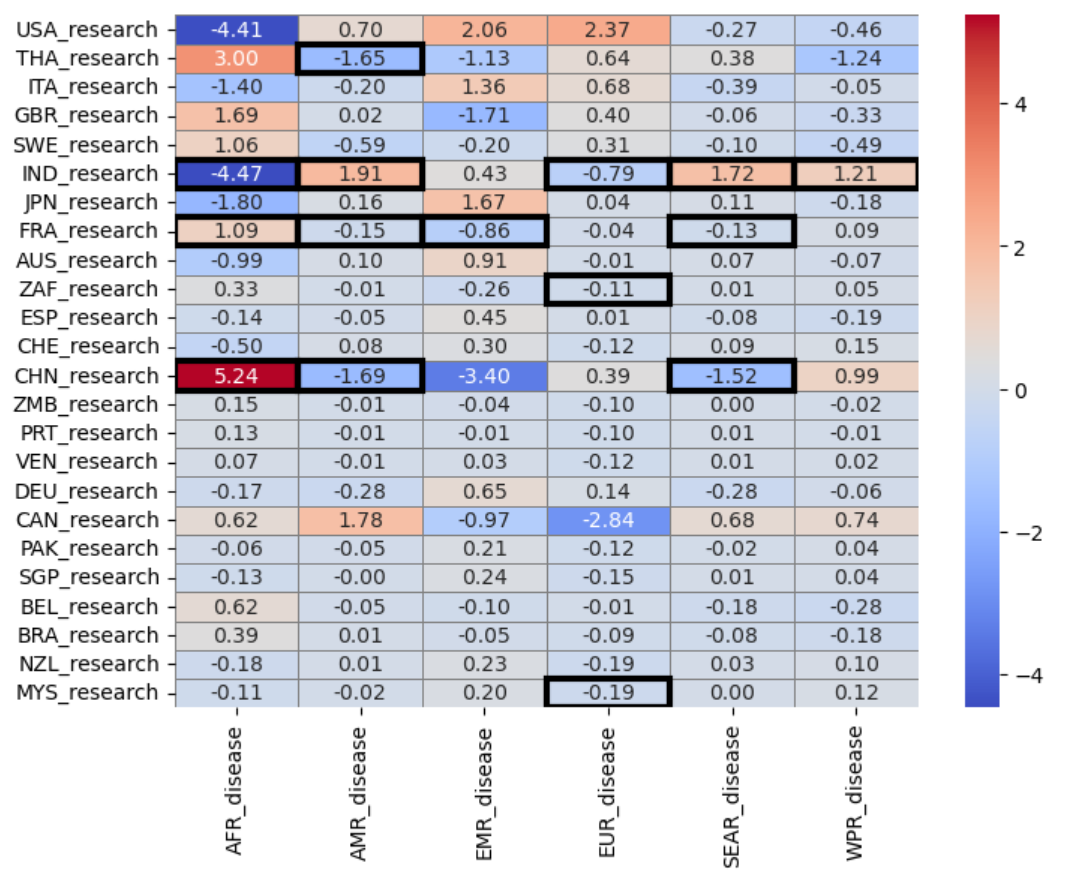 USA_research -4.41 0.70 2.06 2.37 -0.27 -0.46
THA_research 3.00 -1.65 -1.13 0.64 0.38 -1.24
ITA_research -1.40 -0.20 1.36 0.68 -0.39 -0.05
GBR_research 1.69 0.02 -1.71 0.40 -0.06 -0.33
SWE_research 1.06 -0.59 -0.20 0.31 -0.10 -0.49
IND_research -4.47 1.91 0.43 -0.79 1.72 1.21
JPN_research -1.80 0.16 1.67 0.04 0.11 -0.18
FRA_research 1.09 -0.15 -0.86 -0.04 -0.13 0.09
AUS_research -0.99 0.10 0.91 -0.01 0.07 -0.07
ZAF_research 0.33 -0.01 -0.26 -0.11 0.01 0.05
ESP_research -0.14 -0.05 0.45 0.01 -0.08 -0.19
CHE_research -0.50 0.08 0.30 -0.12 0.09 0.15
CHN_research 5.24 -1.69 -3.40 0.39 -1.52 0.99
ZMB_research 0.15 -0.01 -0.04 -0.10 0.00 -0.02
PRT_research 0.13 -0.01 -0.01 -0.10 0.01 -0.01
VEN_research 0.07 -0.01 0.03 -0.12 0.01 0.02
DEU_research -0.17 -0.28 0.65 0.14 -0.28 -0.06
CAN_research 0.62 1.78 -0.97 -2.84 0.68 0.74
PAK_research -0.06 -0.05 0.21 -0.12 -0.02 0.04
SGP_research -0.13 -0.00 0.24 -0.15 0.01 0.04
BEL_research 0.62 -0.05 -0.10 -0.01 -0.18 -0.28
BRA_research 0.39 0.01 -0.05 -0.09 -0.08 -0.18
NZL_research -0.18 0.01 0.23 -0.19 0.03 0.10
MYS_research -0.11 -0.02 0.20 -0.19 0.00 0.12
AFR_disease AMR_disease EMR_disease EUR_disease SEAR_disease WPR_disease
4
2
0
−2
−4